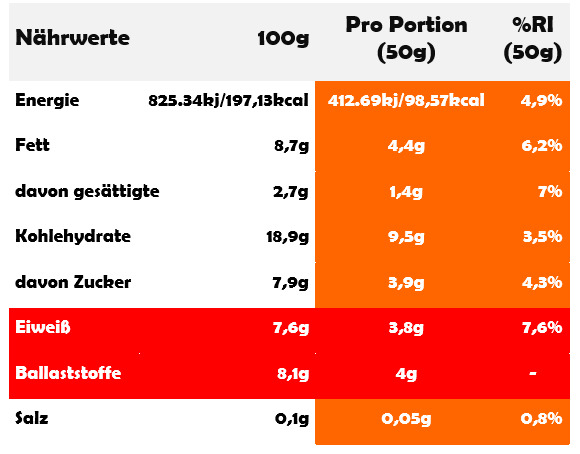 Nährwerte 100g Pro Portion (50g) %RI (50g)
Energie 825.34kj/197,13kcal 412.69kj/98,57kcal 4,9%
Fett 8,7g 4,4g 6,2%
davon gesättigte 2,7g 1,4g 7%
Kohlehydrate 18,9g 9,5g 3,5%
davon Zucker 7,9g 3,9g 4,3%
Eiweiß 7,6g 3,8g 7,6%
Ballaststoffe 8,1g 4g -
Salz 0,1g 0,05g 0,8%